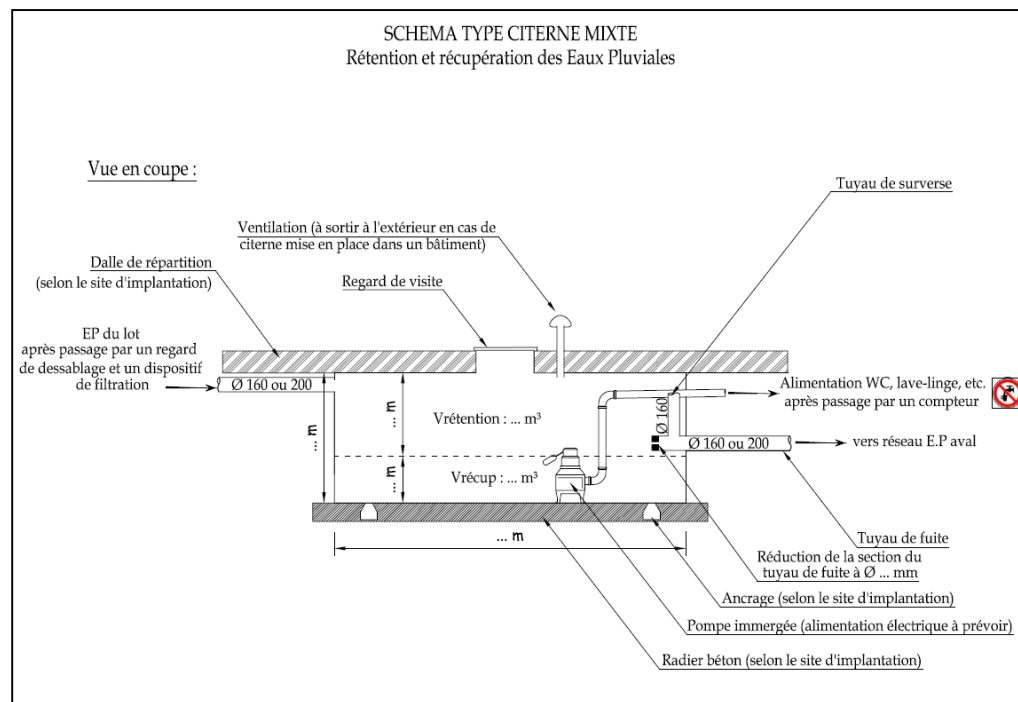 SCHEMA TYPE CITERNE MIXTE
Rétention et récupération des Eaux Pluviales
Vue en coupe :
Tuyau de surverse
Ventilation (à sortir à l'extérieur en cas de
citerne mise en place dans un bâtiment)
Dalle de répartition
(selon le site d'implantation)
Regard de visite
EP du lot
après passage par un regard
de dessablage et un dispositif
de filtration
Ø 160 ou 200
Alimentation WC, lave-linge, etc.
après passage par un compteur
... m
... m
Vrétention : ... m³
Ø 160
Ø 160 ou 200
vers réseau E.P aval
... m
Vrécup : ... m³
... m
Tuyau de fuite
Réduction de la section du
tuyau de fuite à Ø ... mm
Ancrage (selon le site d'implantation)
Pompe immergée (alimentation électrique à prévoir)
Radier béton (selon le site d'implantation)